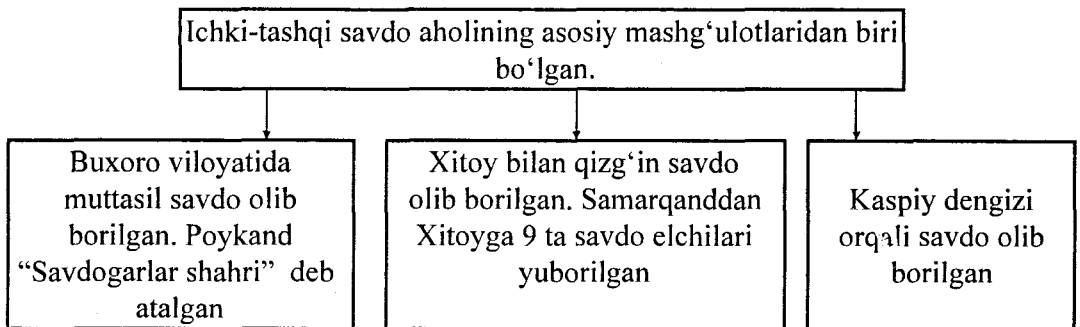 Ichki-tashqi savdo aholining asosiy mashg‘ulotlaridan biri
bo‘lgan.
Buxoro viloyatida
muttasil savdo olib
borilgan. Poykand
“Savdogarlar shahri” deb
atalgan
Xitoy bilan qizg‘in savdo
olib borilgan. Samarqanddan
Xitoyga 9 ta savdo elchilari
yuborilgan
Kaspiy dengizi
orqali savdo olib
borilgan